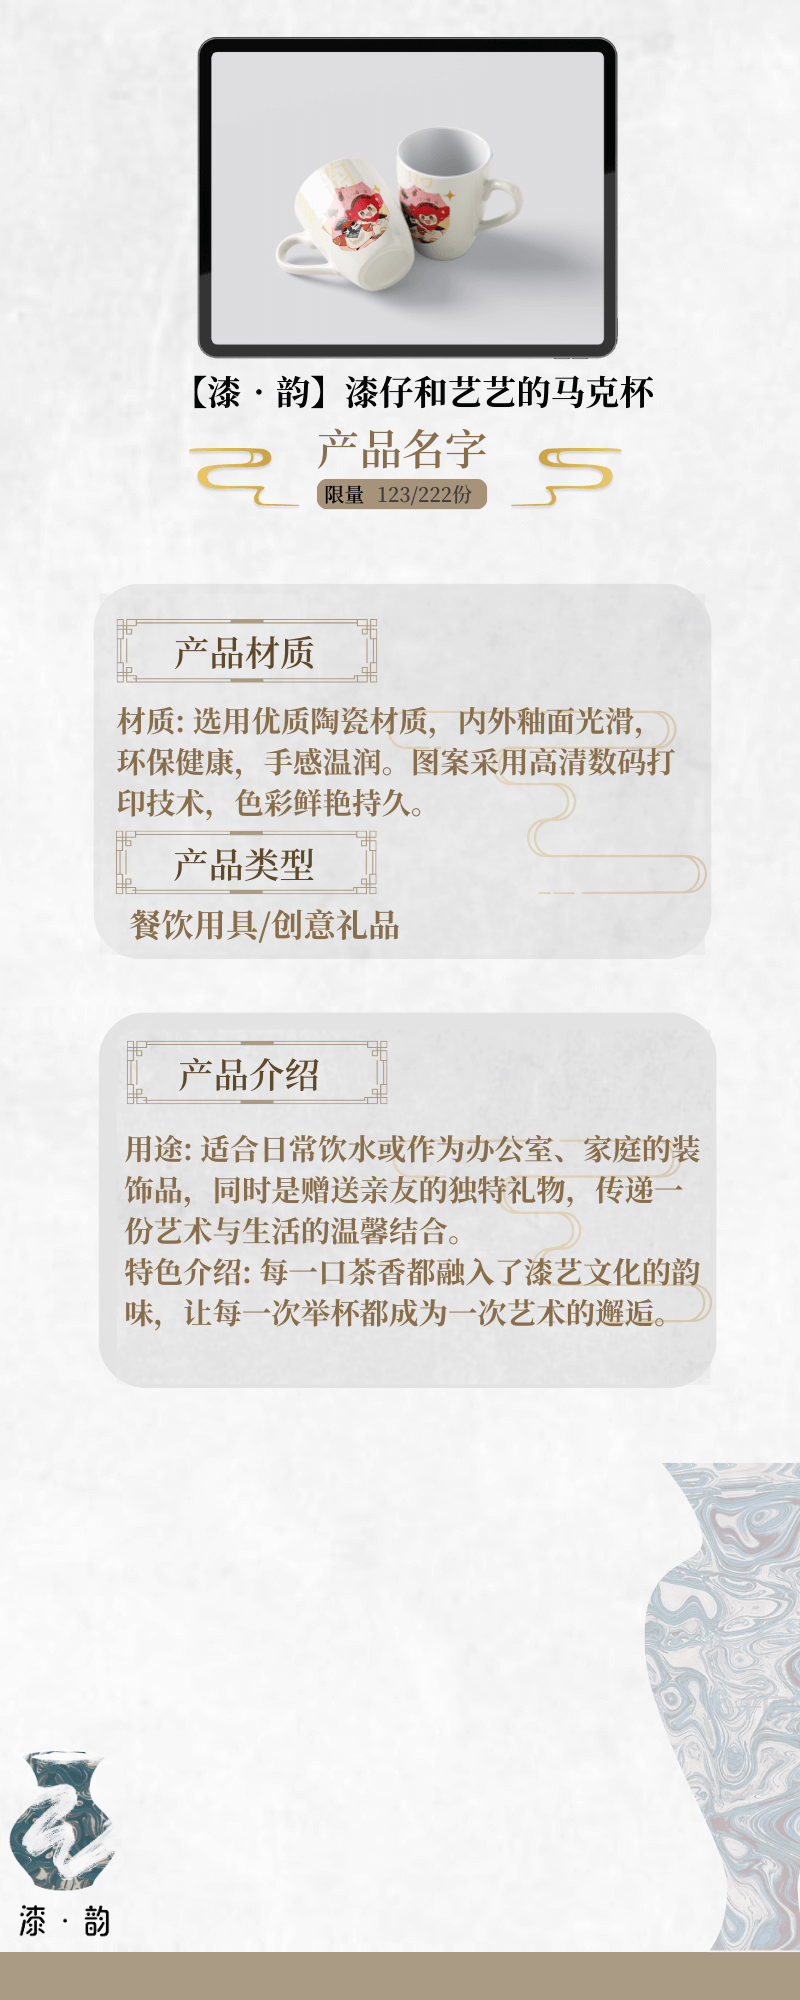 【漆·韵】漆仔和艺艺的马克杯
产品名字
限量 123/222份
产品材质
材质: 选用优质陶瓷材质，内外釉面光滑，
环保健康，手感温润。图案采用高清数码打
印技术，色彩鲜艳持久。
产品类型
餐饮用具/创意礼品
产品介绍
用途: 适合日常饮水或作为办公室、家庭的装
饰品，同时是赠送亲友的独特礼物，传递一
份艺术与生活的温馨结合。
特色介绍: 每一口茶香都融入了漆艺文化的韵
味，让每一次举杯都成为一次艺术的邂逅。
漆·韵